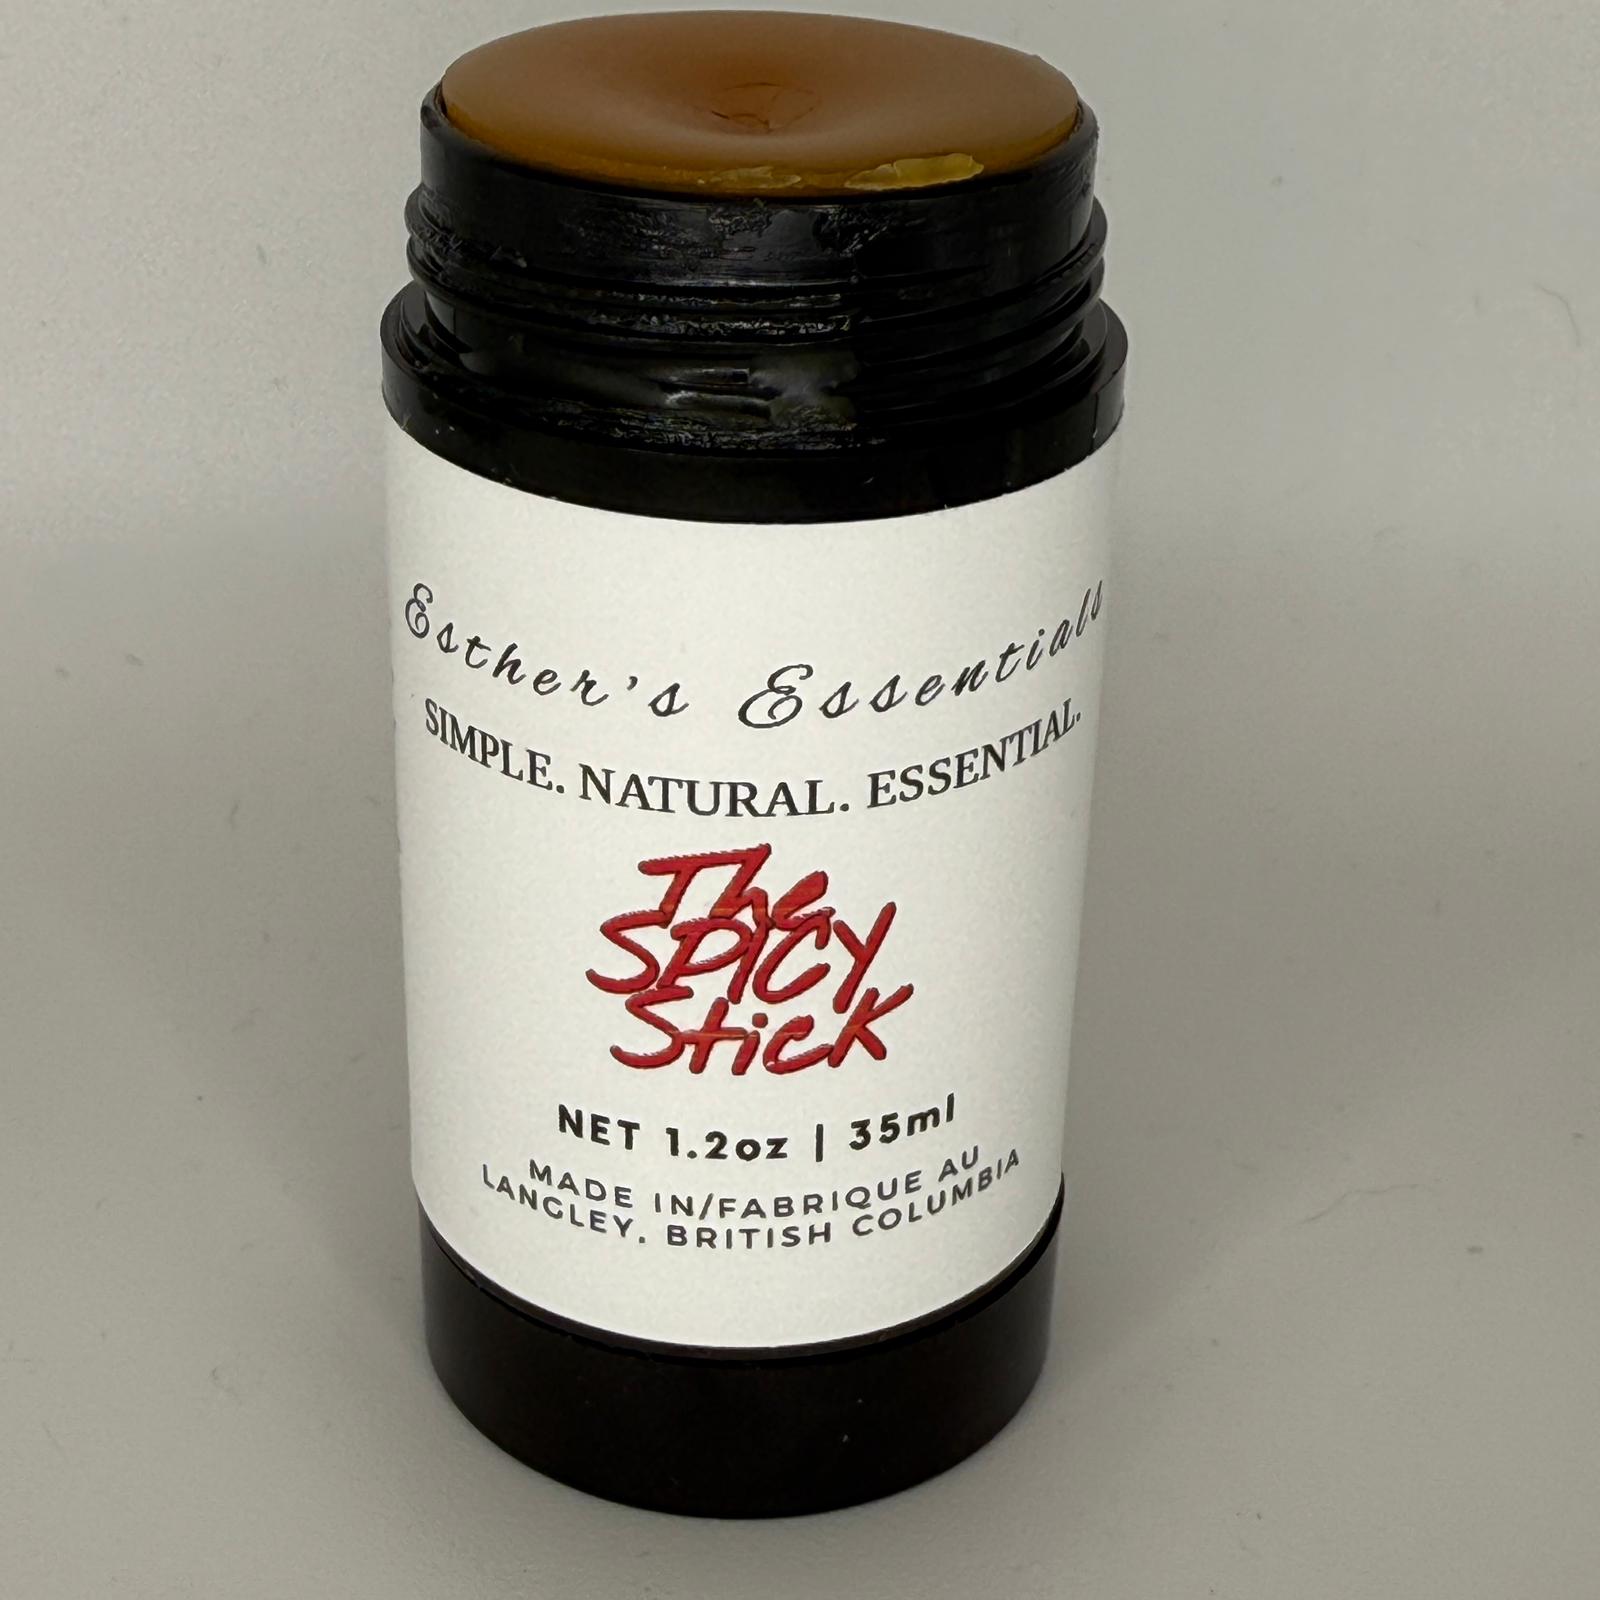 Esther's Essentials
SIMPLE. NATURAL. ESSENTIAL.
The
SPICY
Stick
NET 1.2oz | 35ml
MADE IN/FABRIQUE AU
LANGLEY, BRITISH COLUMBIA